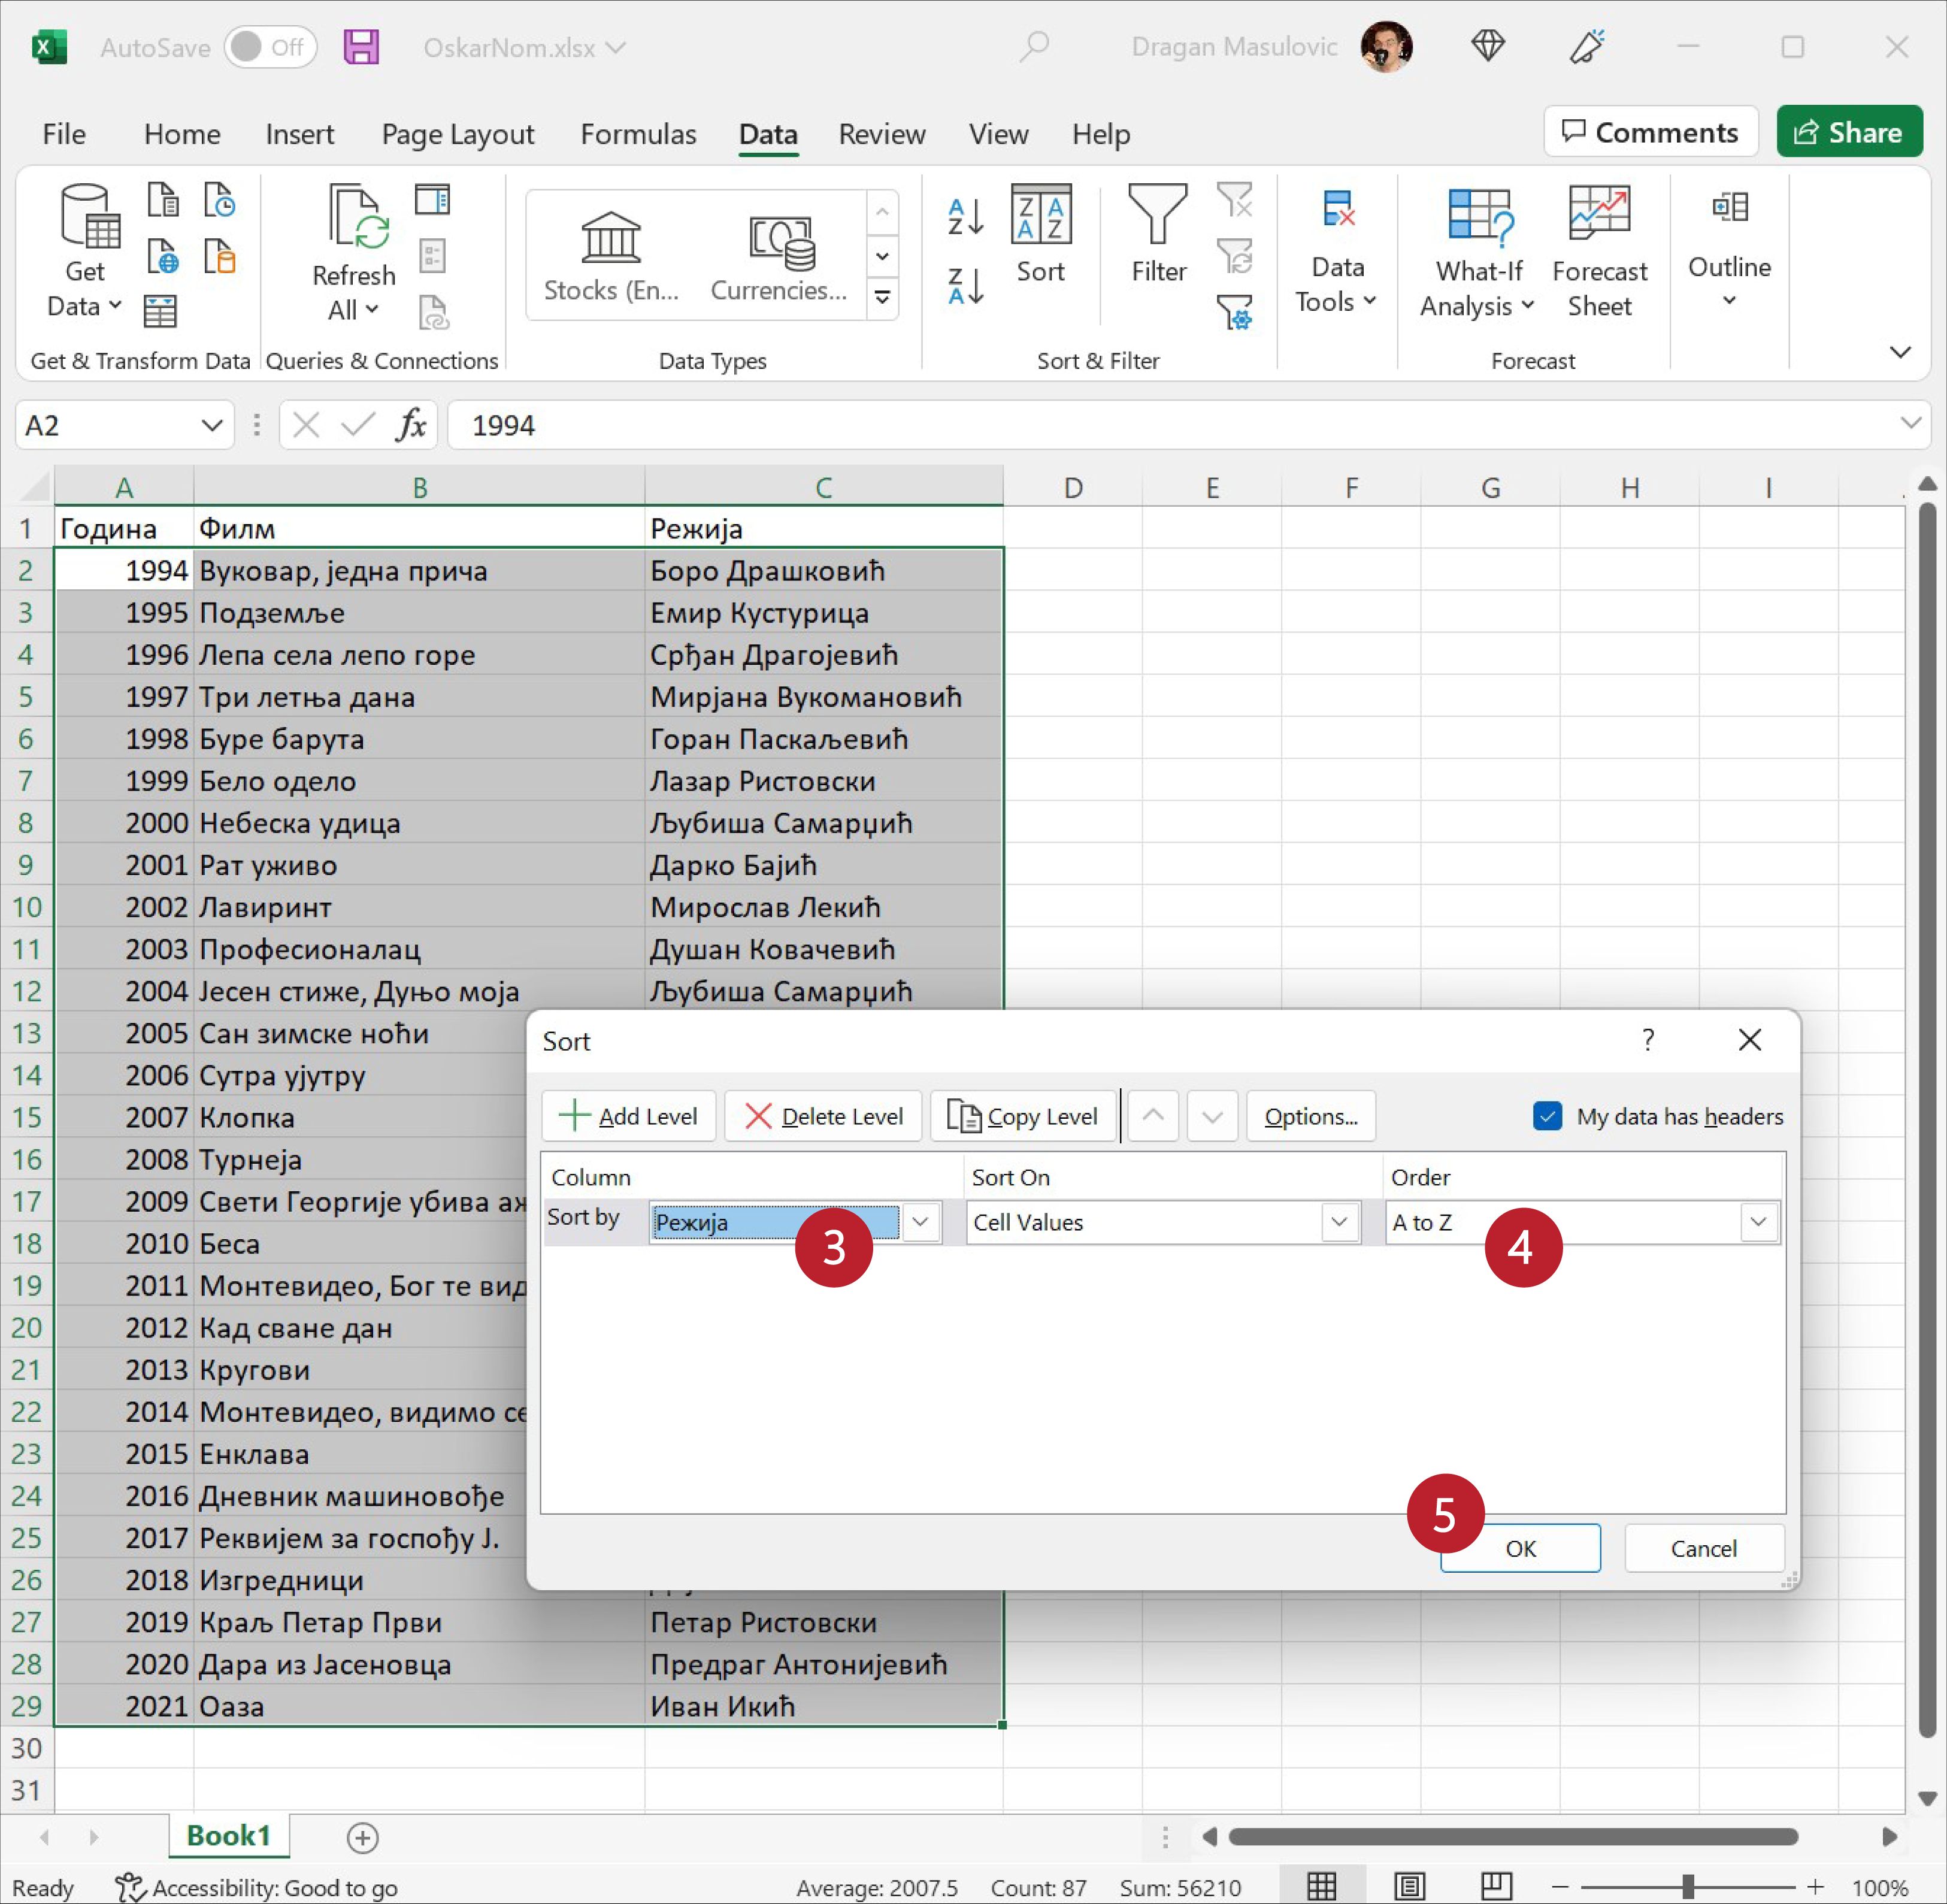 AutoSave Off OskarNom.xlsx Dragan Masulovic
File Home Insert Page Layout Formulas Data Review View Help Comments Share
Get Data
Refresh All
Stocks (En... Currencies...
Sort
Filter
Data Tools
What-If Analysis
Forecast Sheet
Outline
Get & Transform Data Queries & Connections Data Types Sort & Filter Forecast
A2 fx 1994
A B C D E F G H I
1 Година Филм Режија
2 1994 Вуковар, једна прича Боро Драшковић
3 1995 Подземље Емир Кустурица
4 1996 Лепа села лепо горе Срђан Драгојевић
5 1997 Три летња дана Мирјана Вукомановић
6 1998 Буре барута Горан Паскаљевић
7 1999 Бело одело Лазар Ристовски
8 2000 Небеска удица Љубиша Самарџић
9 2001 Рат уживо Дарко Бајић
10 2002 Лавиринт Мирослав Лекић
11 2003 Професионалац Душан Ковачевић
12 2004 Јесен стиже, Дуњо моја Љубиша Самарџић
13 2005 Сан зимске ноћи
14 2006 Сутра ујутру
15 2007 Клопка
16 2008 Турнеја
17 2009 Свети Георгије убива
18 2010 Беса
19 2011 Монтевидео, Бог те
20 2012 Кад сване дан
21 2013 Кругови
22 2014 Монтевидео, видимо
23 2015 Енклава
24 2016 Дневник машиновође
25 2017 Реквијем за госпођу Ј.
26 2018 Изгредници
27 2019 Краљ Петар Први Петар Ристовски
28 2020 Дара из Јасеновца Предраг Антонијевић
29 2021 Оаза Иван Икић
30
31
Sort ?
Add Level Delete Level Copy Level Options... My data has headers
Column Sort On Order
Sort by Режија Cell Values A to Z
3 4
5
OK Cancel
Book1
Ready Accessibility: Good to go Average: 2007.5 Count: 87 Sum: 56210 100%